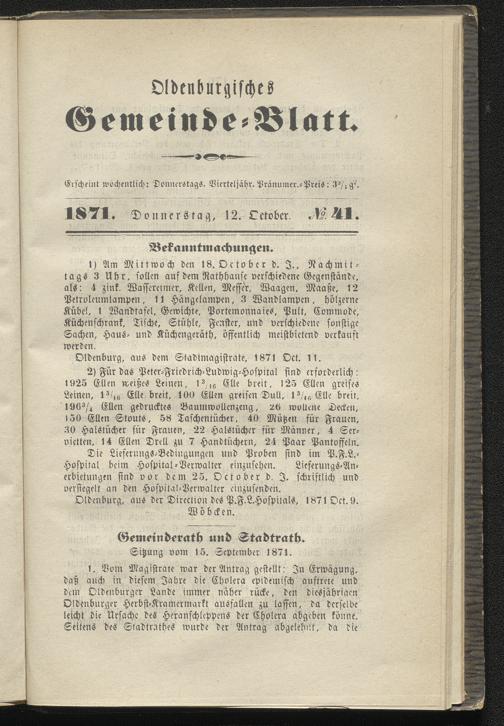 Oldenburgisches
Gemeinde-Blatt.
Erscheint wöchentlich: Donnerstags. Vierteljähr. Pränumer.-Preis: 3³/₄ gr.
1871. Donnerstag, 12. October. № 41.
Bekanntmachungen.
1) Am Mittwoch den 18. October d. J., Nachmit-
tags 3 Uhr, sollen auf dem Rathhause verschiedene Gegenstände,
als: 4 zink. Wassereimer, Kellen, Messer, Waagen, Maaße, 12
Petroleumlampen, 11 Hängelampen, 3 Wandlampen, hölzerne
Kübel, 1 Wandtafel, Gewichte, Portemonnaies, Pult, Commode,
Küchenschrank, Tische, Stühle, Fenster, und verschiedene sonstige
Sachen, Haus- und Küchengeräth, öffentlich meistbietend verkauft
werden.
Oldenburg, aus dem Stadtmagistrate, 1871 Oct. 11.
2) Für das Peter-Friedrich-Ludwig-Hospital sind erforderlich:
1925 Ellen weißes Leinen, 1³/₁₆ Elle breit, 125 Ellen greises
Leinen, 1³/₁₆ Elle breit, 100 Ellen greisen Dull, 1³/₁₆ Elle breit,
196³/₄ Ellen gedrucktes Baumwollenzeug, 26 wollene Decken,
150 Ellen Stouts, 58 Taschentücher, 40 Mützen für Frauen,
30 Halstücher für Frauen, 22 Halstücher für Männer, 4 Ser-
vietten, 14 Ellen Drell zu 7 Handtüchern, 24 Paar Pantoffeln.
Die Lieferungs-Bedingungen und Proben sind im P.F.L.-
Hospital beim Hospital-Verwalter einzusehen. Lieferungs-An-
erbietungen sind vor dem 25. October d. J. schriftlich und
versiegelt an den Hospital-Verwalter einzusenden.
Oldenburg, aus der Direction des P.F.L.Hospitals, 1871 Oct. 9.
Wöbcken.
Gemeinderath und Stadtrath.
Sitzung vom 15. September 1871.
1. Vom Magistrate war der Antrag gestellt: In Erwägung,
daß auch in diesem Jahre die Cholera epidemisch auftrete und
dem Oldenburger Lande immer näher rücke, den diesjährigen
Oldenburger Herbst-Kramermarkt ausfallen zu lassen, da derselbe
leicht die Ursache des Heranschleppens der Cholera abgeben könne.
Seitens des Stadtrathes wurde der Antrag abgelehnt, da die